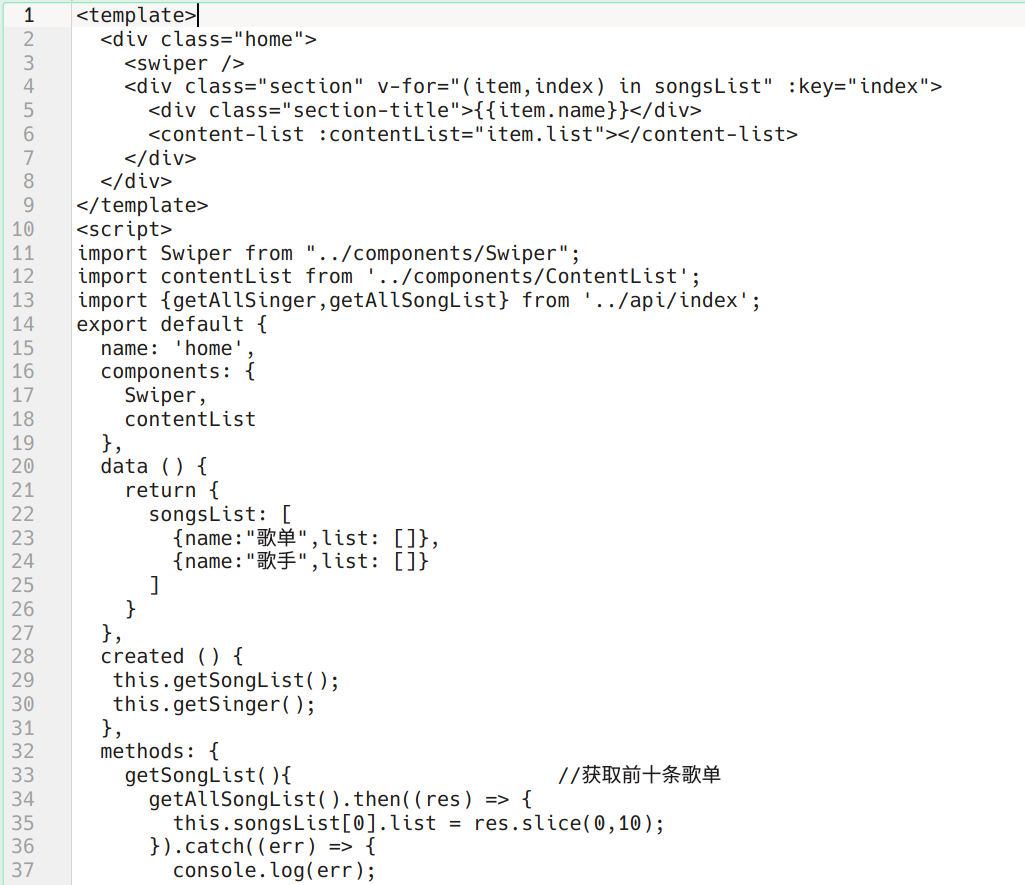 1 <template>
2   <div class="home">
3     <swiper />
4     <div class="section" v-for="(item,index) in songsList" :key="index">
5       <div class="section-title">{{item.name}}</div>
6       <content-list :contentList="item.list"></content-list>
7     </div>
8   </div>
9 </template>
10 <script>
11 import Swiper from "../components/Swiper";
12 import contentList from '../components/ContentList';
13 import {getAllSinger,getAllSongList} from '../api/index';
14 export default {
15   name: 'home',
16   components: {
17     Swiper,
18     contentList
19   },
20   data () {
21     return {
22       songsList: [
23         {name:"歌单",list: []},
24         {name:"歌手",list: []}
25       ]
26     }
27   },
28   created () {
29    this.getSongList();
30    this.getSinger();
31   },
32   methods: {
33     getSongList(){                      //获取前十条歌单
34       getAllSongList().then((res) => {
35         this.songsList[0].list = res.slice(0,10);
36       }).catch((err) => {
37         console.log(err);